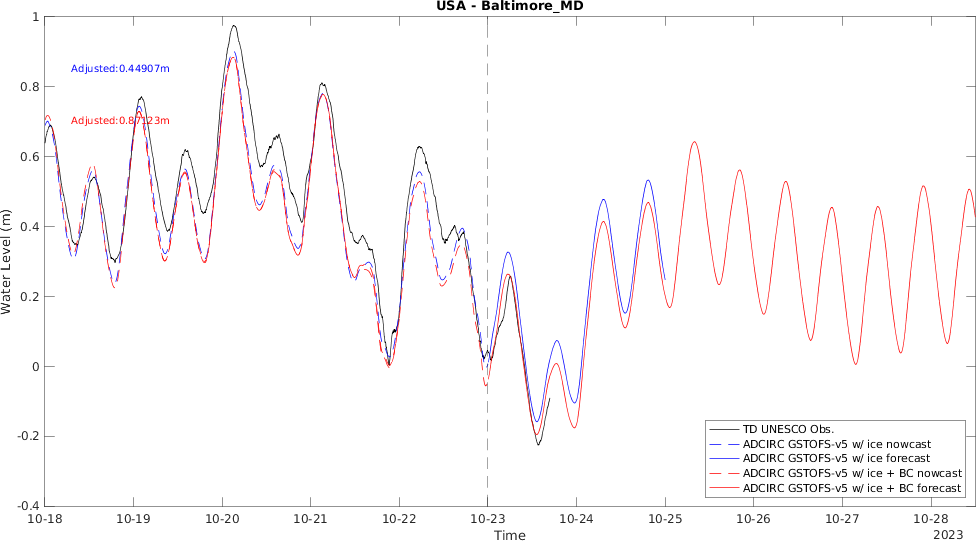 USA - Baltimore_MD
Adjusted:0.44907m
Adjusted:0.87123m
1
0.8
0.6
0.4
0.2
0
-0.2
-0.4
Water Level (m)
TD UNESCO Obs.
ADCIRC GSTOFS-v5 w/ ice nowcast
ADCIRC GSTOFS-v5 w/ ice forecast
ADCIRC GSTOFS-v5 w/ ice + BC nowcast
ADCIRC GSTOFS-v5 w/ ice + BC forecast
10-18 10-19 10-20 10-21 10-22 10-23 10-24 10-25 10-26 10-27 10-28
Time
2023